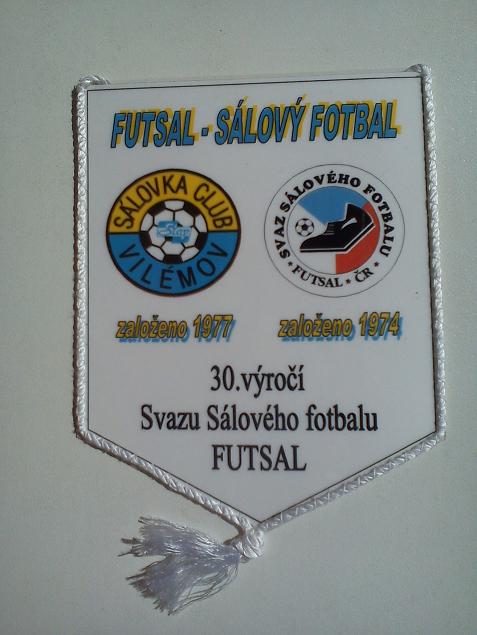 FUTSAL - SÁLOVÝ FOTBAL
SÁLOVKA CLUB
VILÉMOV
SVAZ SÁLOVÉHO FOTBALU
* FUTSAL * ČR *
založeno 1977
založeno 1974
30.výročí
Svazu Sálového fotbalu
FUTSAL